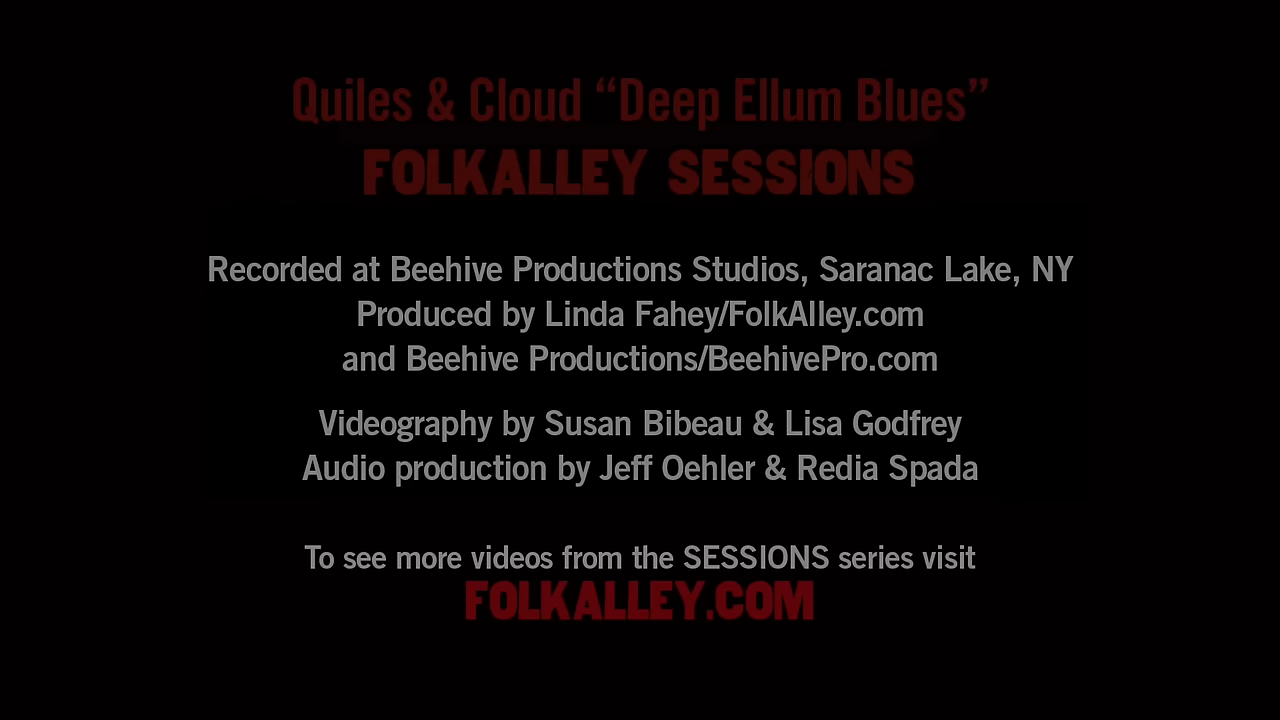 Quiles & Cloud “Deep Ellum Blues”
FOLKALLEY SESSIONS
Recorded at Beehive Productions Studios, Saranac Lake, NY
Produced by Linda Fahey/FolkAlley.com
and Beehive Productions/BeehivePro.com
Videography by Susan Bibeau & Lisa Godfrey
Audio production by Jeff Oehler & Redia Spada
To see more videos from the SESSIONS series visit
FOLKALLEY.COM